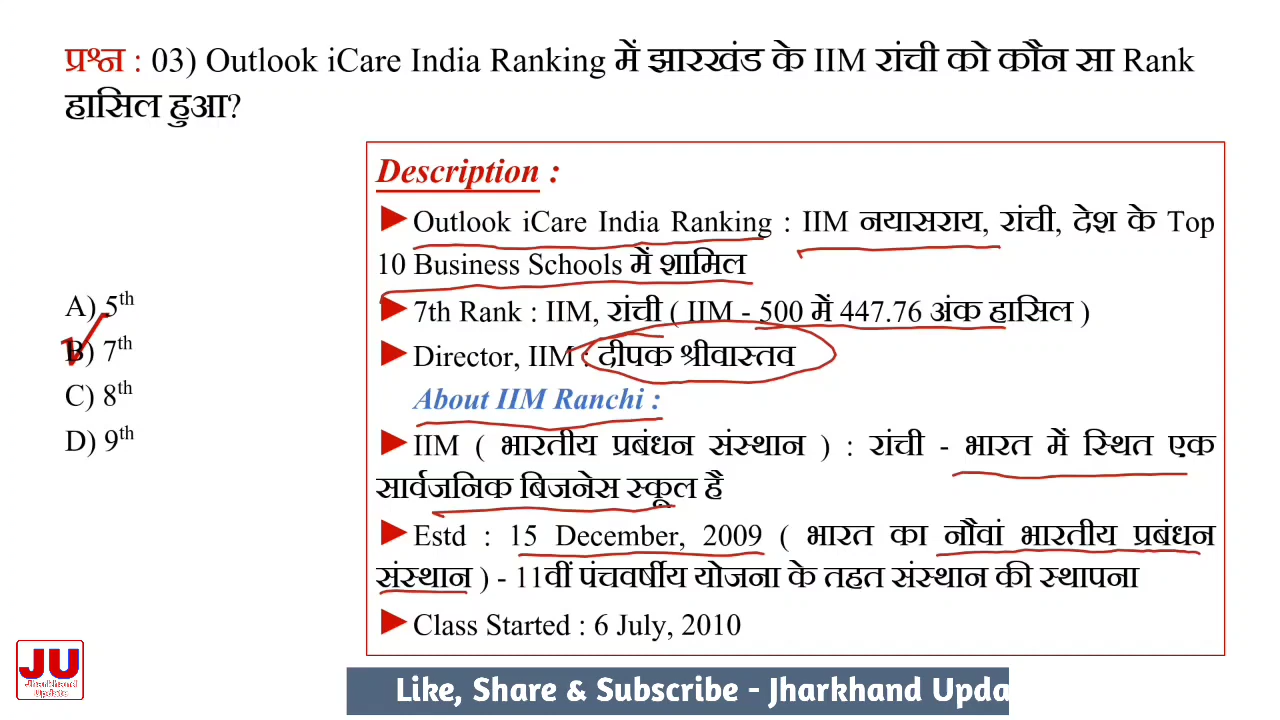 प्रश्न : 03) Outlook iCare India Ranking में झारखंड के IIM रांची को कौन सा Rank
हासिल हुआ?
A) 5th
B) 7th
C) 8th
D) 9th
Description :
Outlook iCare India Ranking : IIM नयासराय, रांची, देश के Top
10 Business Schools में शामिल
7th Rank : IIM, रांची ( IIM - 500 में 447.76 अंक हासिल )
Director, IIM : दीपक श्रीवास्तव
About IIM Ranchi :
IIM ( भारतीय प्रबंधन संस्थान ) : रांची - भारत में स्थित एक
सार्वजनिक बिजनेस स्कूल है
Estd : 15 December, 2009 ( भारत का नौवां भारतीय प्रबंधन
संस्थान ) - 11वीं पंचवर्षीय योजना के तहत संस्थान की स्थापना
Class Started : 6 July, 2010
JU
Jharkhand
Update
Like, Share & Subscribe - Jharkhand Upda